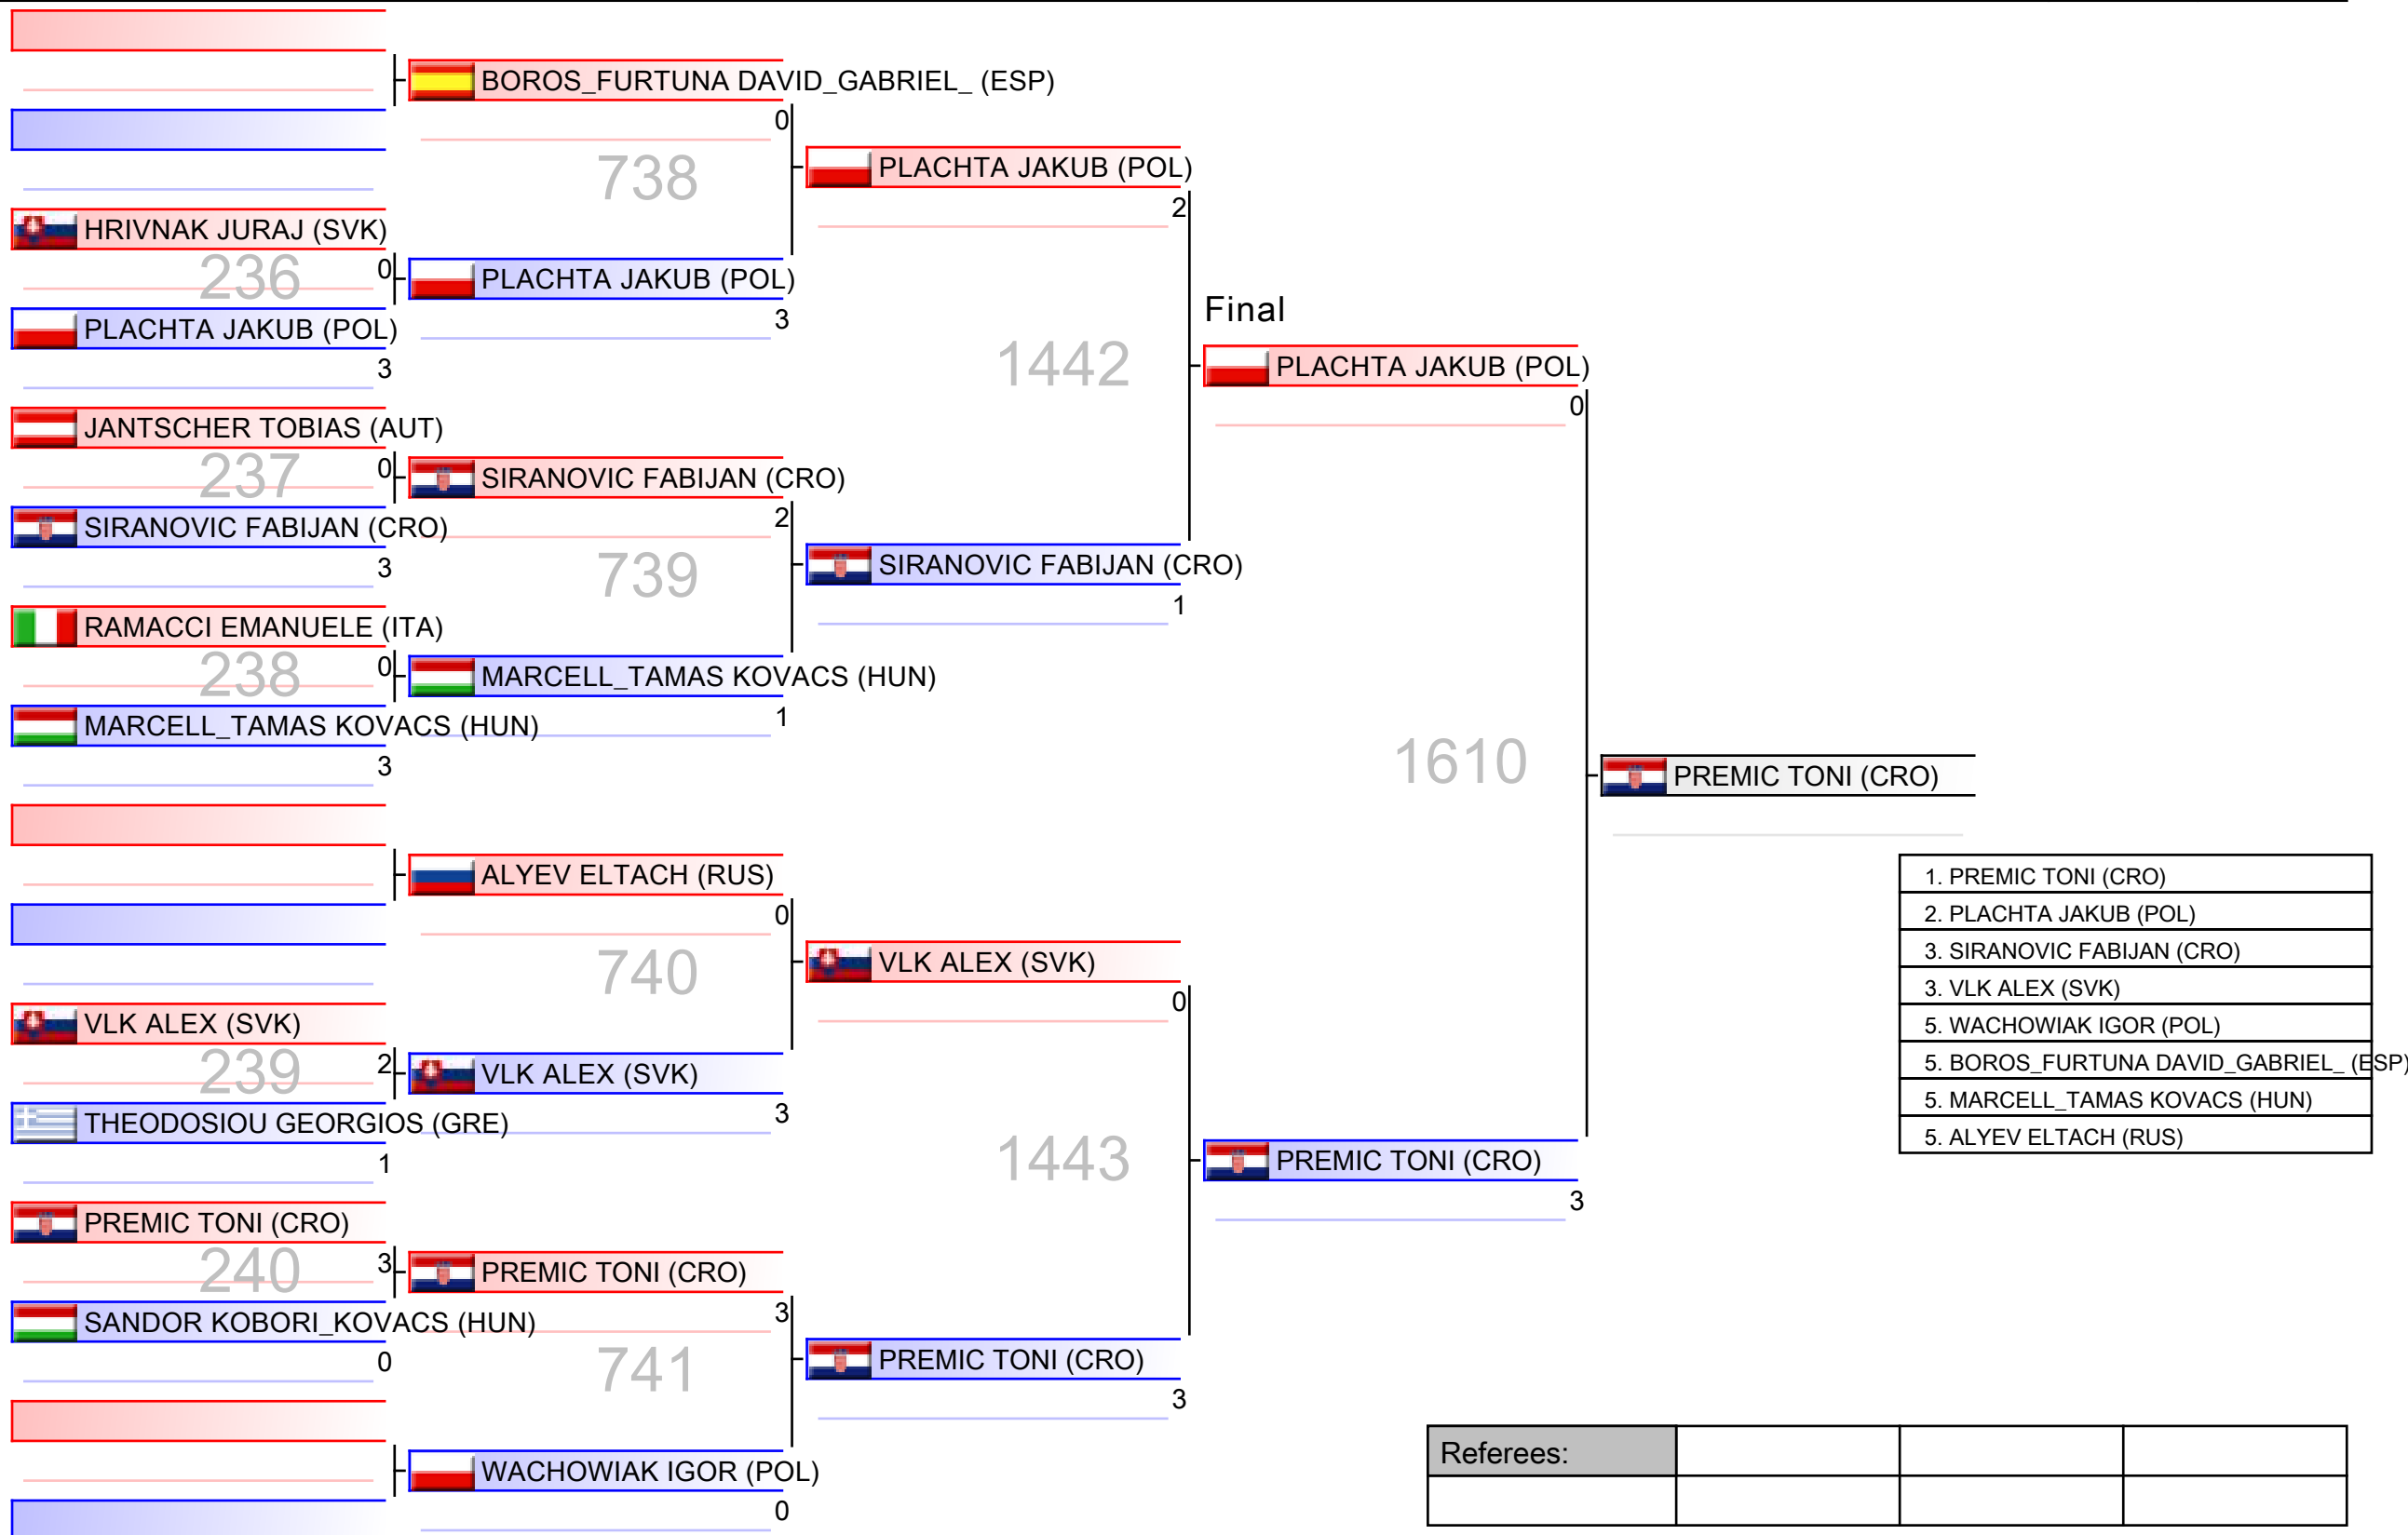 BOROS_FURTUNA DAVID_GABRIEL_ (ESP)
0
738
PLACHTA JAKUB (POL)
2
HRIVNAK JURAJ (SVK)
236
0
PLACHTA JAKUB (POL)
3
PLACHTA JAKUB (POL)
3
Final
1442
PLACHTA JAKUB (POL)
0
JANTSCHER TOBIAS (AUT)
237
0
SIRANOVIC FABIJAN (CRO)
2
SIRANOVIC FABIJAN (CRO)
3
739
SIRANOVIC FABIJAN (CRO)
1
RAMACCI EMANUELE (ITA)
238
0
MARCELL_TAMAS KOVACS (HUN)
1
MARCELL_TAMAS KOVACS (HUN)
3
1610
PREMIC TONI (CRO)
ALYEV ELTACH (RUS)
0
740
VLK ALEX (SVK)
0
VLK ALEX (SVK)
239
2
VLK ALEX (SVK)
3
THEODOSIOU GEORGIOS (GRE)
1
1443
PREMIC TONI (CRO)
3
PREMIC TONI (CRO)
240
3
PREMIC TONI (CRO)
3
SANDOR KOBORI_KOVACS (HUN)
0
741
PREMIC TONI (CRO)
3
WACHOWIAK IGOR (POL)
0
1. PREMIC TONI (CRO)
2. PLACHTA JAKUB (POL)
3. SIRANOVIC FABIJAN (CRO)
3. VLK ALEX (SVK)
5. WACHOWIAK IGOR (POL)
5. BOROS_FURTUNA DAVID_GABRIEL_ (ESP)
5. MARCELL_TAMAS KOVACS (HUN)
5. ALYEV ELTACH (RUS)
Referees: